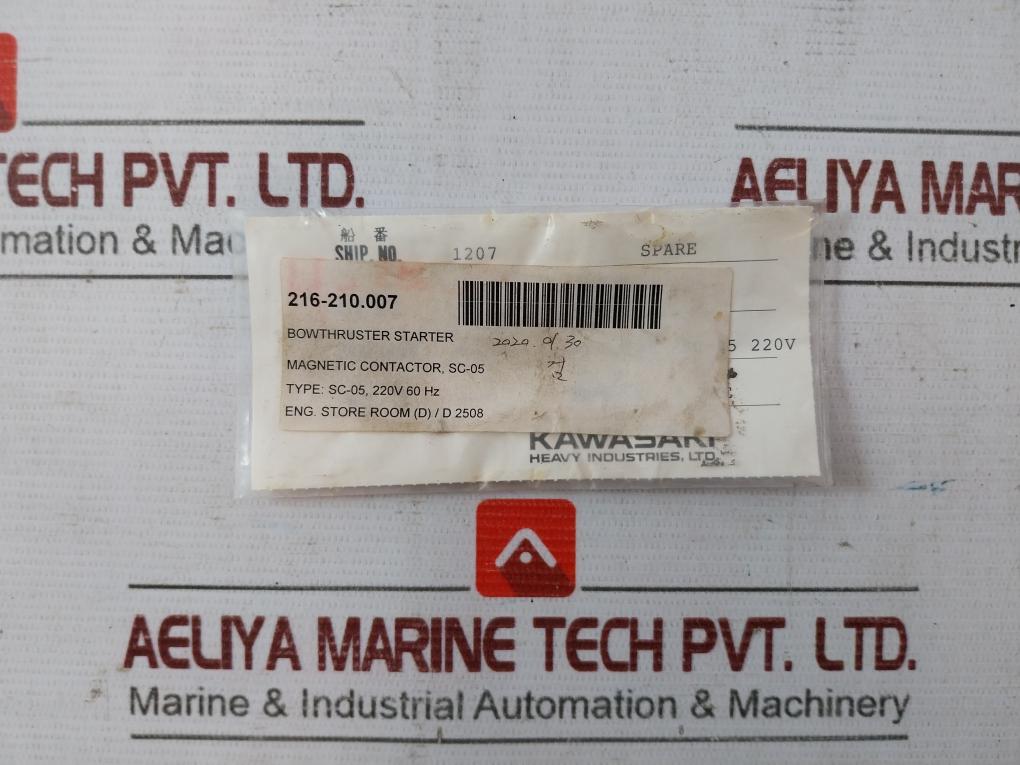 TECH PVT. LTD.
AELIYA MAR
mation & Mac
ne & Industr
船 番
SHIP. NO. 1207 SPARE
216-210.007
BOWTHRUSTER STARTER
2020. 01. 30
5 220V
MAGNETIC CONTACTOR, SC-05
TYPE: SC-05, 220V 60 Hz
ENG. STORE ROOM (D) / D 2508
KAWASAKI
HEAVY INDUSTRIES, LTD.
AELIYA MARINE TECH PVT. LTD.
Marine & Industrial Automation & Machinery